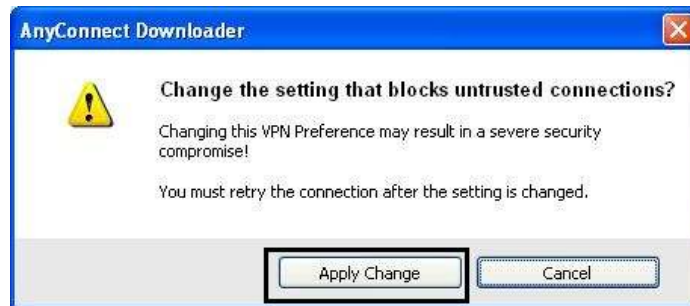 AnyConnect Downloader
Change the setting that blocks untrusted connections?
Changing this VPN Preference may result in a severe security
compromise!
You must retry the connection after the setting is changed.
Apply Change
Cancel